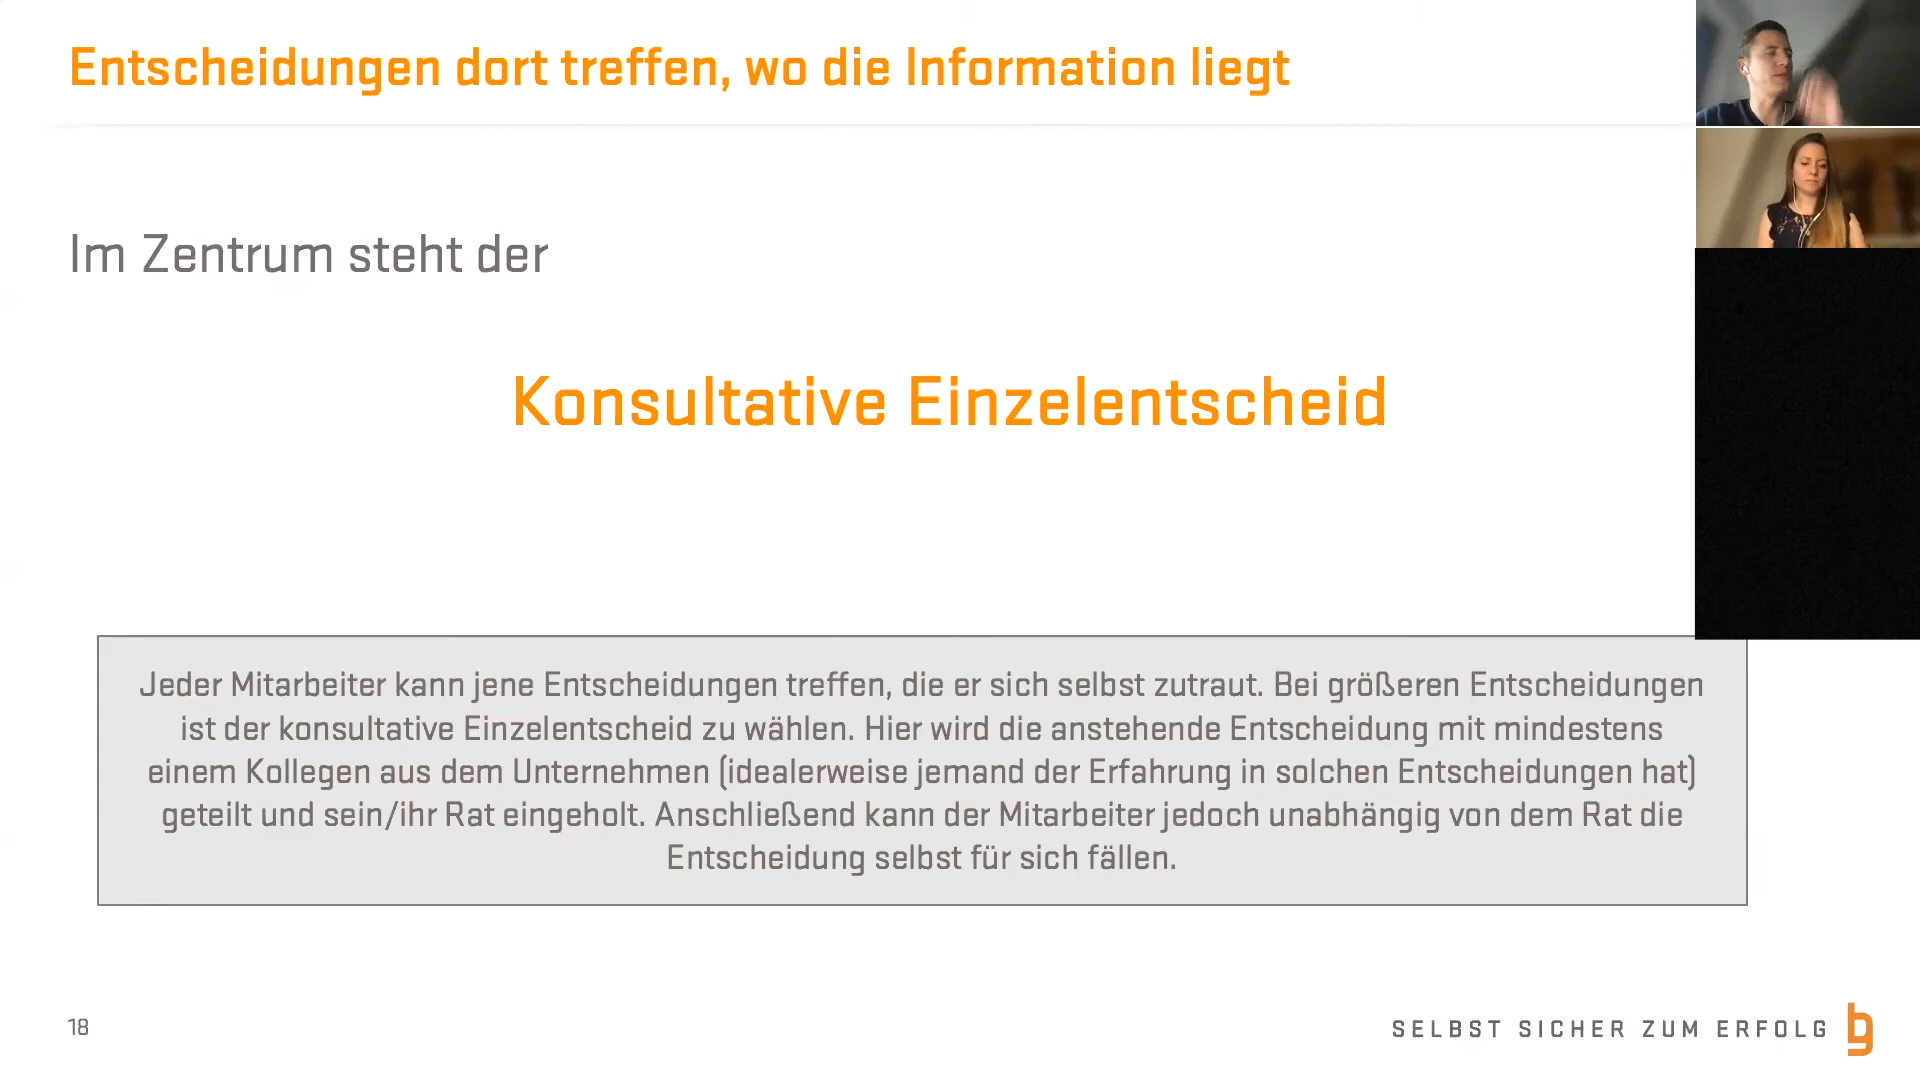 Entscheidungen dort treffen, wo die Information liegt
Im Zentrum steht der
Konsultative Einzelentscheid
Jeder Mitarbeiter kann jene Entscheidungen treffen, die er sich selbst zutraut. Bei größeren Entscheidungen
ist der konsultative Einzelentscheid zu wählen. Hier wird die anstehende Entscheidung mit mindestens
einem Kollegen aus dem Unternehmen (idealerweise jemand der Erfahrung in solchen Entscheidungen hat)
geteilt und sein/ihr Rat eingeholt. Anschließend kann der Mitarbeiter jedoch unabhängig von dem Rat die
Entscheidung selbst für sich fällen.
18
SELBST SICHER ZUM ERFOLG